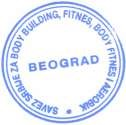 SAVEZ SRBIJE ZA BODY BUILDING, FITNES, BODY FITNES I AEROBIK
BEOGRAD